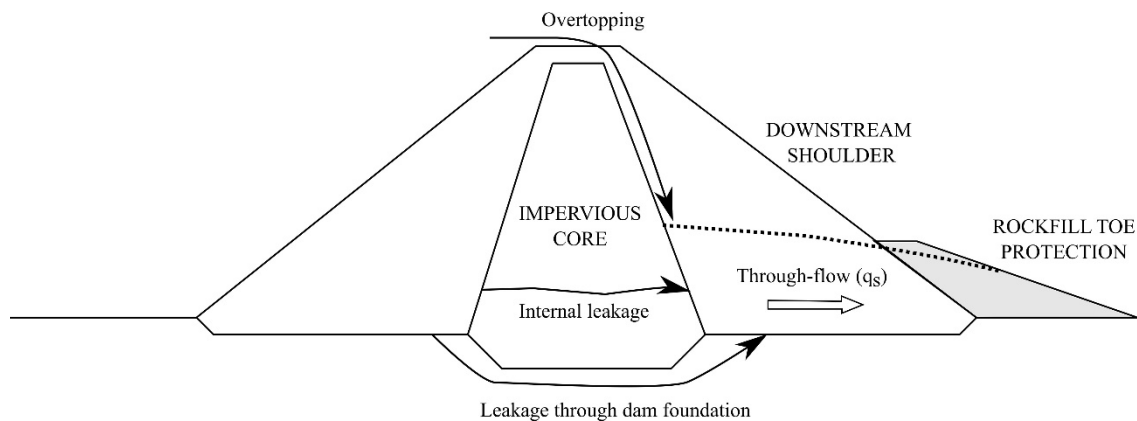 Overtopping
DOWNSTREAM
SHOULDER
IMPERVIOUS
CORE
ROCKFILL TOE
PROTECTION
Through-flow (qs)
Internal leakage
Leakage through dam foundation